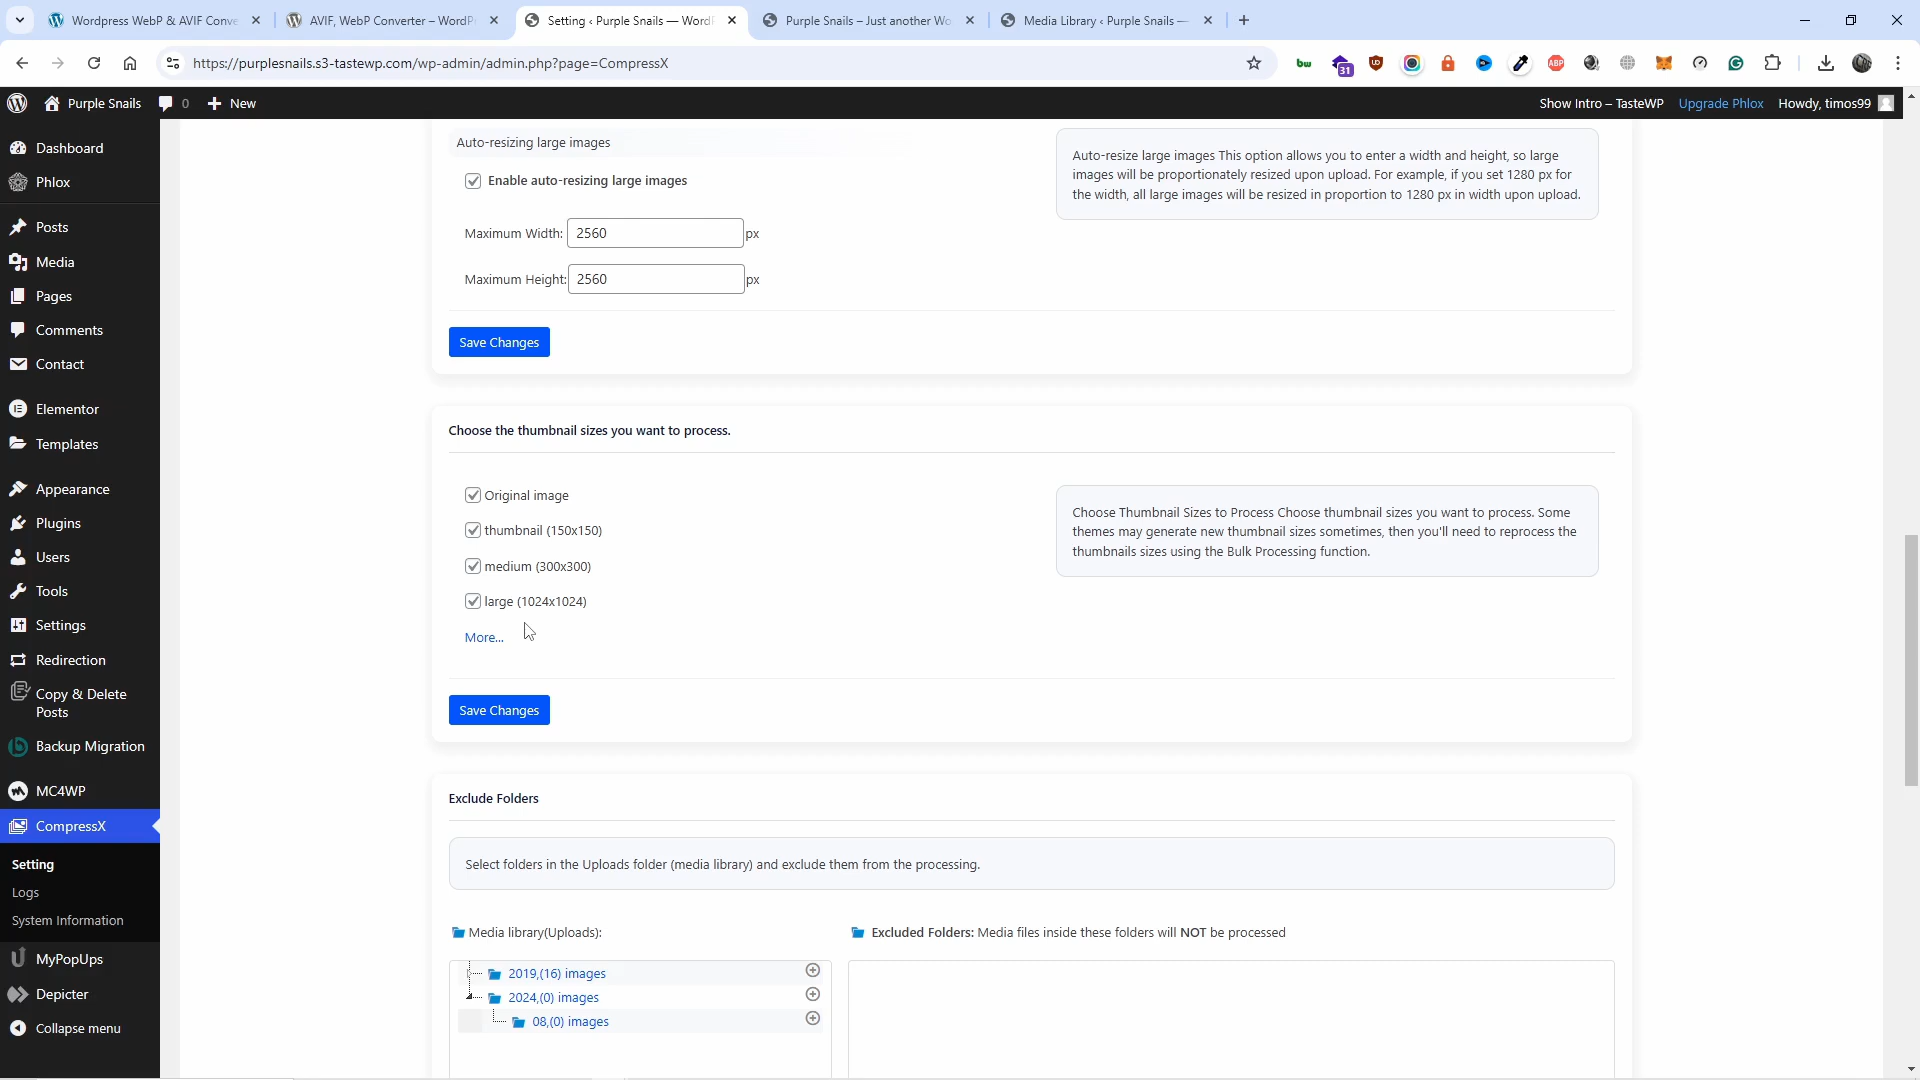 Wordpress WebP & AVIF Conve
AVIF, WebP Converter – WordP
Setting ‹ Purple Snails — WordP
Purple Snails – Just another Wo
Media Library ‹ Purple Snails —
https://purplesnails.s3-tastewp.com/wp-admin/admin.php?page=CompressX
bw
31
ABP
Purple Snails
0
New
Show Intro – TasteWP
Upgrade Phlox
Howdy, timos99
Dashboard
Phlox
Posts
Media
Pages
Comments
Contact
Elementor
Templates
Appearance
Plugins
Users
Tools
Settings
Redirection
Copy & Delete
Posts
Backup Migration
MC4WP
CompressX
Setting
Logs
System Information
MyPopUps
Depicter
Collapse menu
Auto-resizing large images
Enable auto-resizing large images
Maximum Width: 2560 px
Maximum Height: 2560 px
Auto-resize large images This option allows you to enter a width and height, so large
images will be proportionately resized upon upload. For example, if you set 1280 px for
the width, all large images will be resized in proportion to 1280 px in width upon upload.
Save Changes
Choose the thumbnail sizes you want to process.
Original image
thumbnail (150x150)
medium (300x300)
large (1024x1024)
More...
Choose Thumbnail Sizes to Process Choose thumbnail sizes you want to process. Some
themes may generate new thumbnail sizes sometimes, then you'll need to reprocess the
thumbnails sizes using the Bulk Processing function.
Save Changes
Exclude Folders
Select folders in the Uploads folder (media library) and exclude them from the processing.
Media library(Uploads):
2019,(16) images
2024,(0) images
08,(0) images
Excluded Folders: Media files inside these folders will NOT be processed